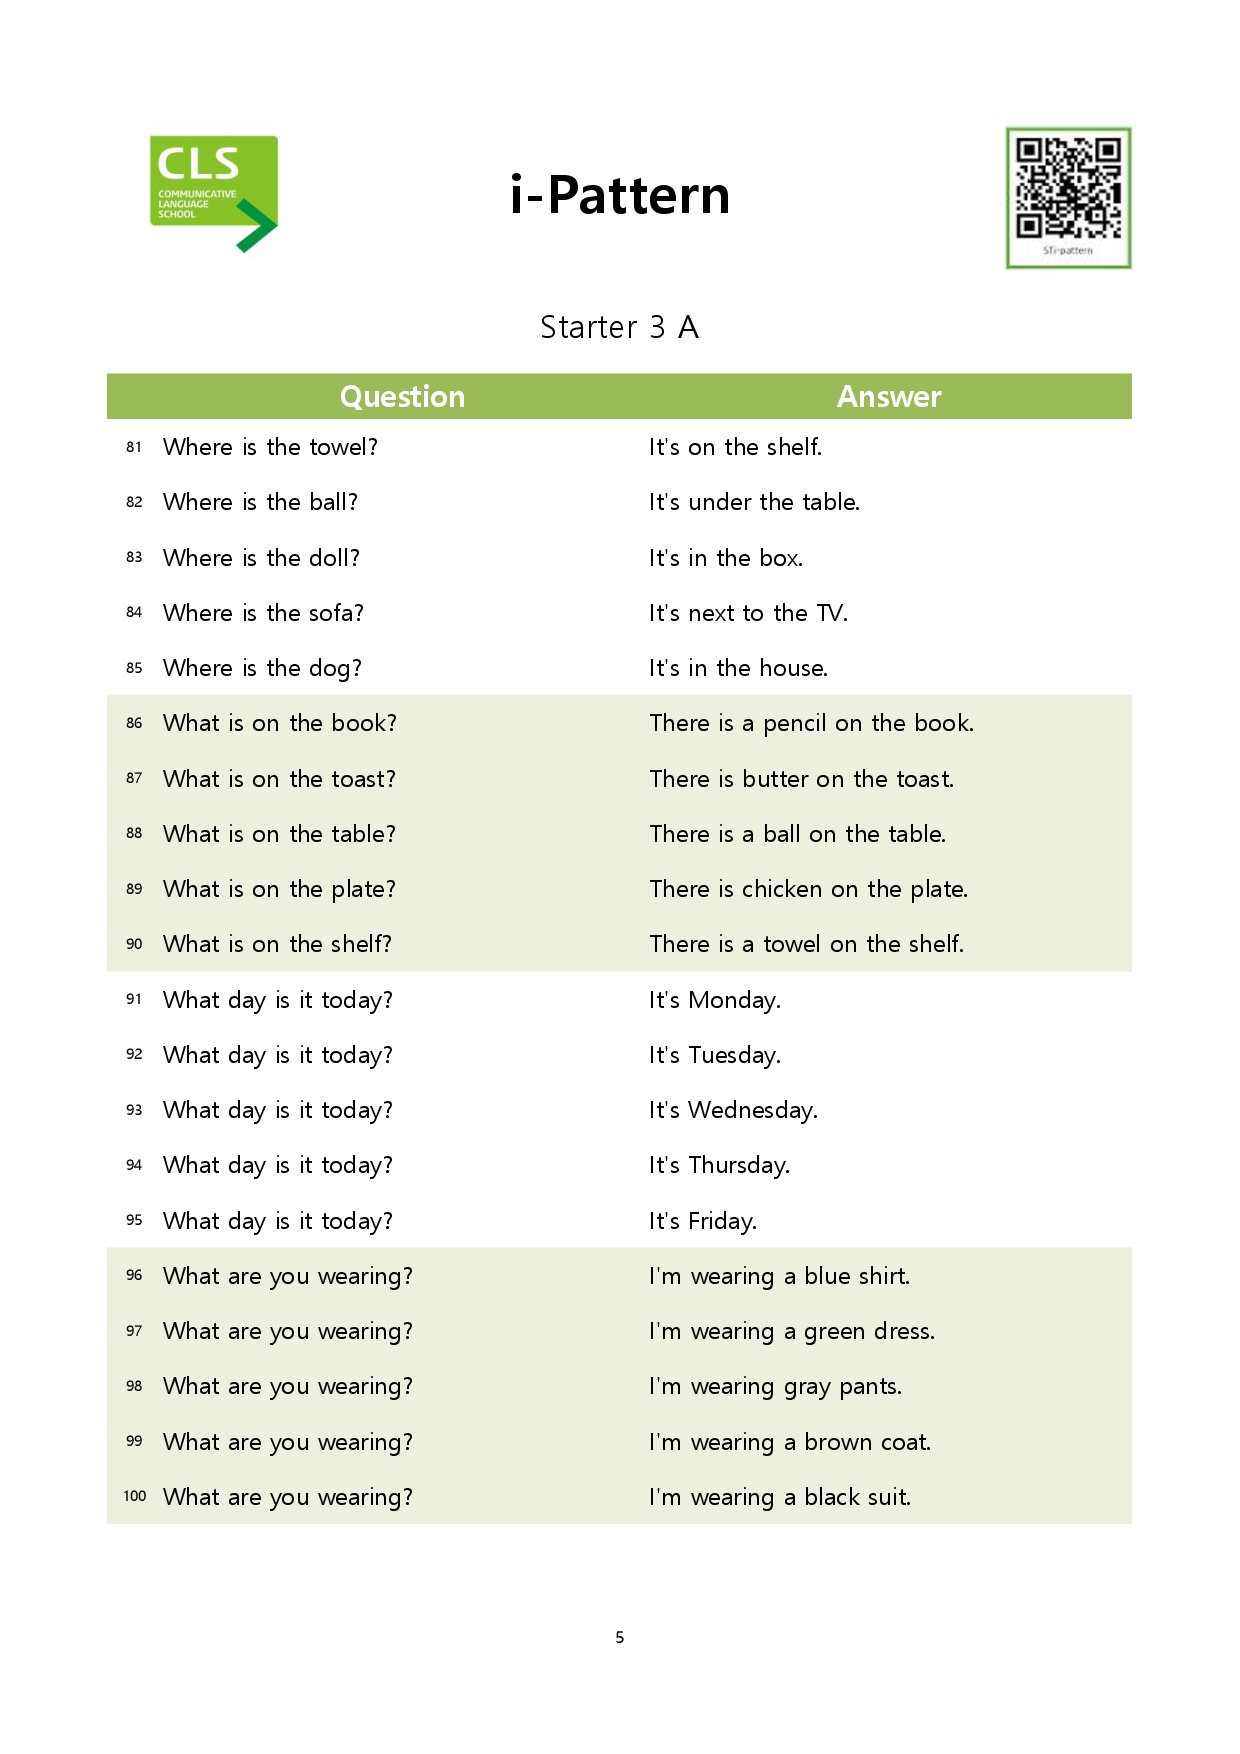 CLS
COMMUNICATIVE
LANGUAGE
SCHOOL
i-Pattern
STi-pattern
Starter 3 A
Question Answer
81 Where is the towel? It's on the shelf.
82 Where is the ball? It's under the table.
83 Where is the doll? It's in the box.
84 Where is the sofa? It's next to the TV.
85 Where is the dog? It's in the house.
86 What is on the book? There is a pencil on the book.
87 What is on the toast? There is butter on the toast.
88 What is on the table? There is a ball on the table.
89 What is on the plate? There is chicken on the plate.
90 What is on the shelf? There is a towel on the shelf.
91 What day is it today? It's Monday.
92 What day is it today? It's Tuesday.
93 What day is it today? It's Wednesday.
94 What day is it today? It's Thursday.
95 What day is it today? It's Friday.
96 What are you wearing? I'm wearing a blue shirt.
97 What are you wearing? I'm wearing a green dress.
98 What are you wearing? I'm wearing gray pants.
99 What are you wearing? I'm wearing a brown coat.
100 What are you wearing? I'm wearing a black suit.
5